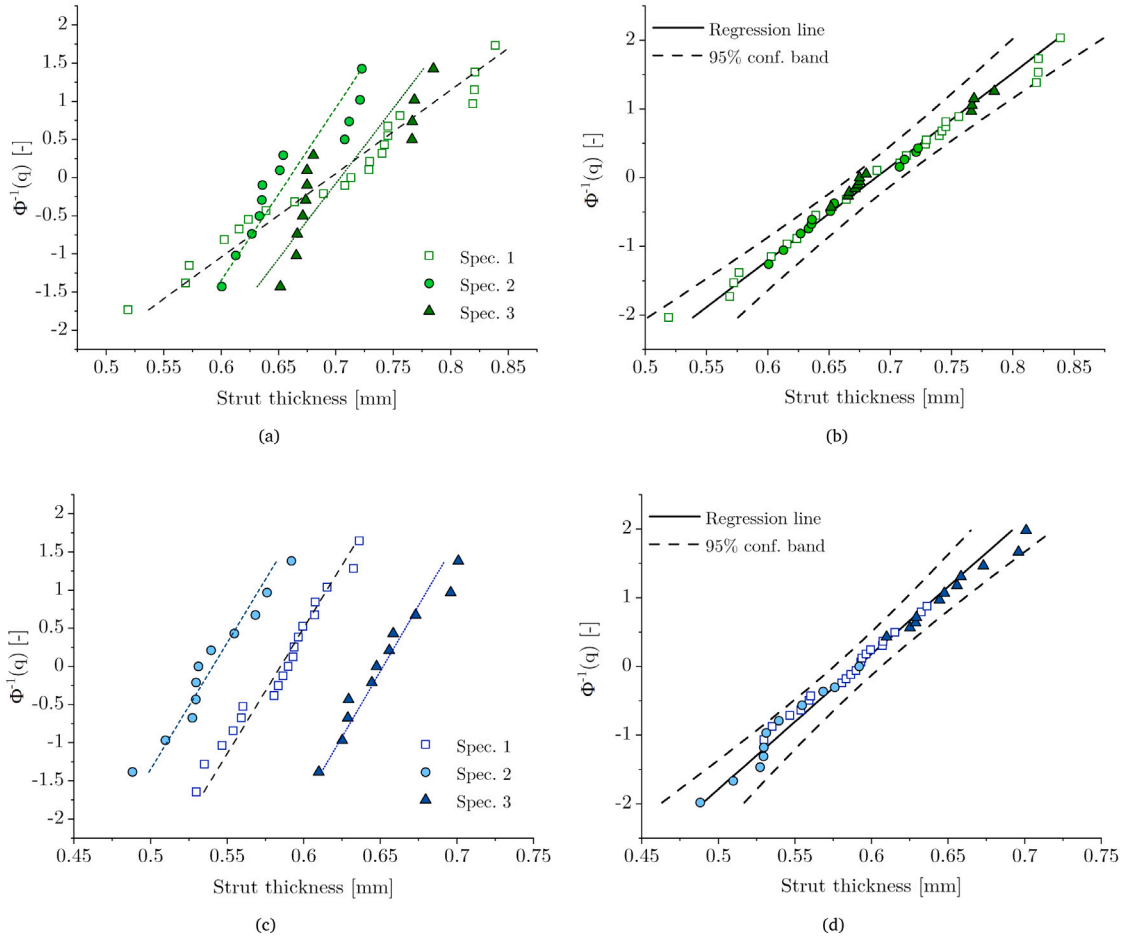 2
1.5
1
0.5
0
-0.5
-1
-1.5
-2
Φ⁻¹(q) [-]
Spec. 1
Spec. 2
Spec. 3
0.5 0.55 0.6 0.65 0.7 0.75 0.8 0.85
Strut thickness [mm]
(a)
Regression line
95% conf. band
2
1
0
-1
-2
Φ⁻¹(q) [-]
0.5 0.55 0.6 0.65 0.7 0.75 0.8 0.85
Strut thickness [mm]
(b)
2
1.5
1
0.5
0
-0.5
-1
-1.5
-2
Φ⁻¹(q) [-]
Spec. 1
Spec. 2
Spec. 3
0.45 0.5 0.55 0.6 0.65 0.7 0.75
Strut thickness [mm]
(c)
Regression line
95% conf. band
2
1
0
-1
-2
Φ⁻¹(q) [-]
0.45 0.5 0.55 0.6 0.65 0.7 0.75
Strut thickness [mm]
(d)